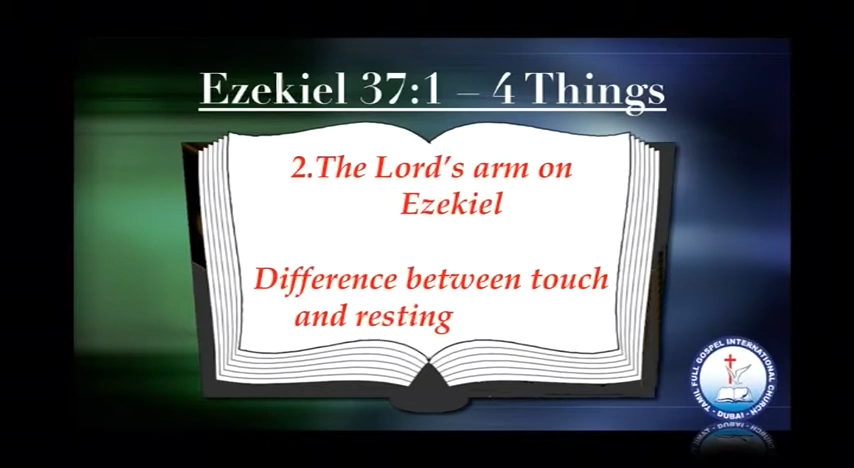 Ezekiel 37:1 – 4 Things
2.The Lord's arm on
Ezekiel
Difference between touch
and resting
TAMIL FULL GOSPEL INTERNATIONAL CHURCH
- DUBAI -